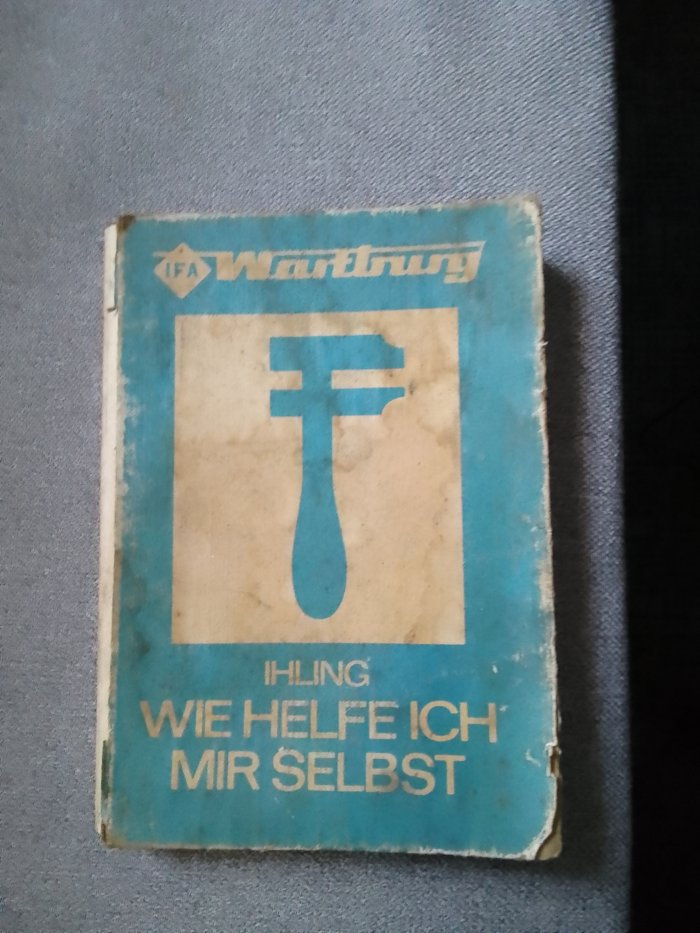 IFA Wartburg
IHLING
WIE HELFE ICH
MIR SELBST